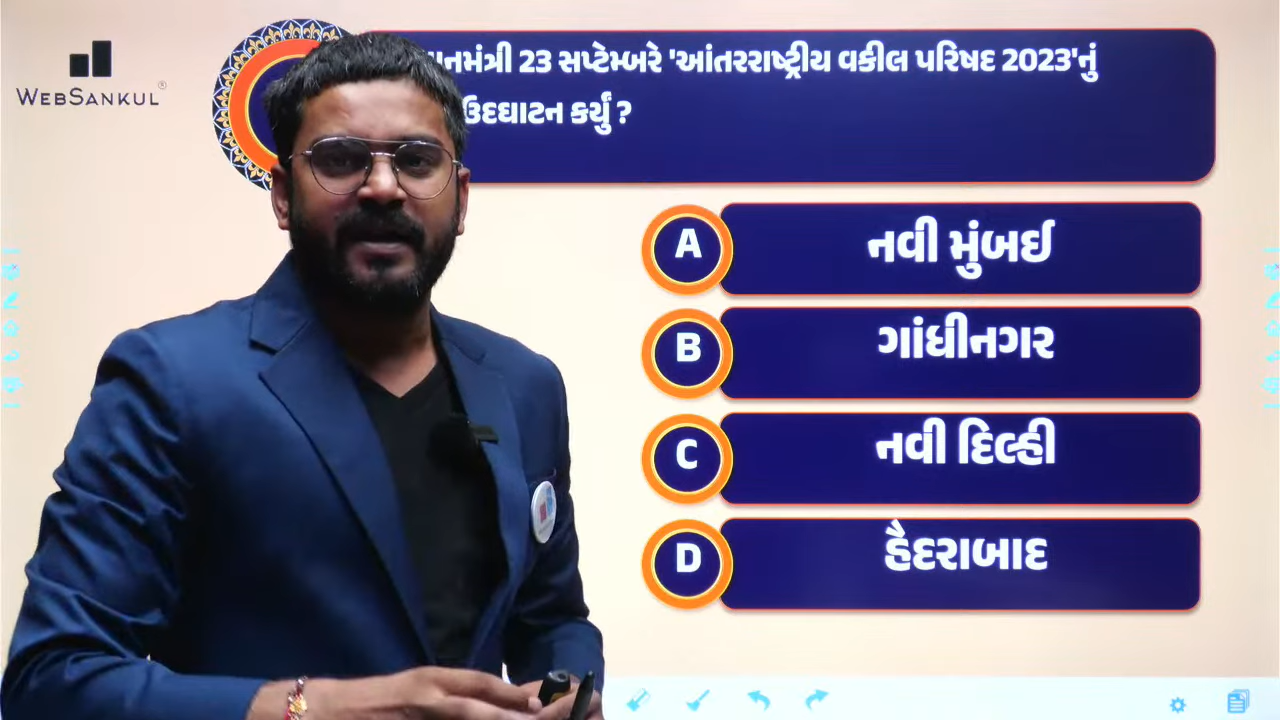 WEBSANKUL®
નમંત્રી 23 સપ્ટેમ્બરે 'આંતરરાષ્ટ્રીય વકીલ પરિષદ 2023'નું
ઉદઘાટન કર્યું ?
A નવી મુંબઈ
B ગાંધીનગર
C નવી દિલ્હી
D હૈદરાબાદ